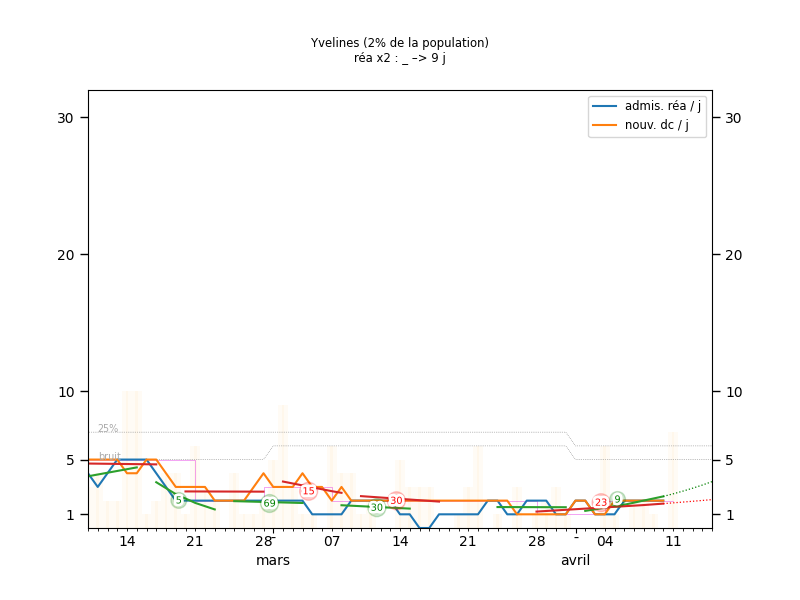 Yvelines (2% de la population)
réa x2 : _ –> 9 j
admis. réa / j
nouv. dc / j
30 30
20 20
10 10
25%
bruit
5 5
15
5 69 30 30 23 9
1 1
14 21 28 07 14 21 28 04 11
mars avril